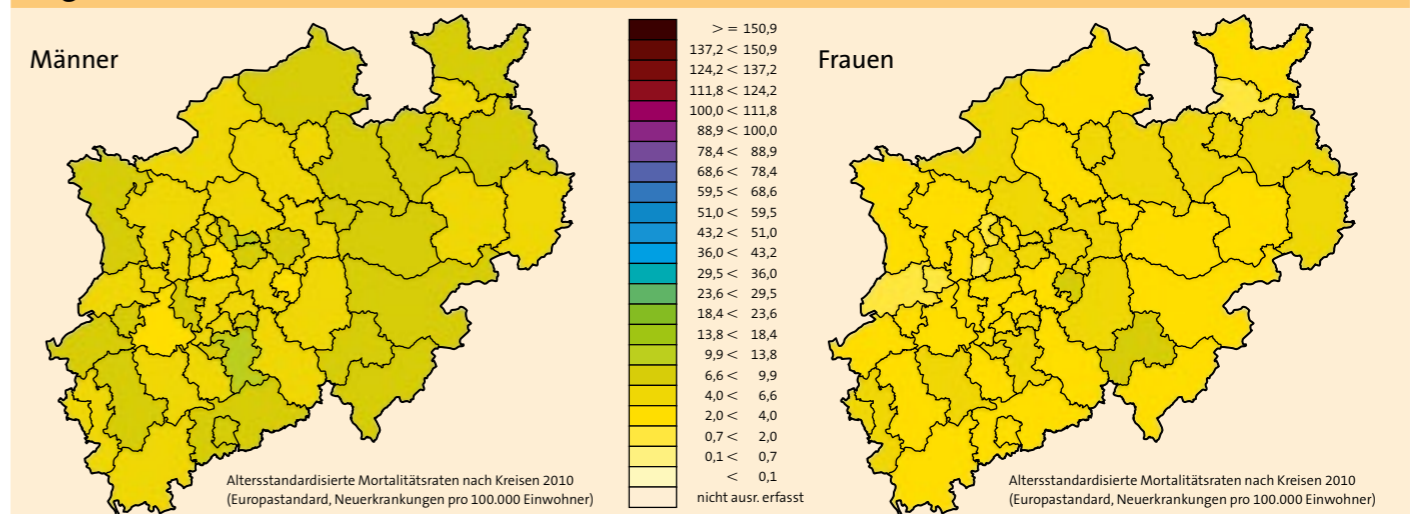 Männer
Frauen
> = 150,9
137,2 < 150,9
124,2 < 137,2
111,8 < 124,2
100,0 < 111,8
88,9 < 100,0
78,4 < 88,9
68,6 < 78,4
59,5 < 68,6
51,0 < 59,5
43,2 < 51,0
36,0 < 43,2
29,5 < 36,0
23,6 < 29,5
18,4 < 23,6
13,8 < 18,4
9,9 < 13,8
6,6 < 9,9
4,0 < 6,6
2,0 < 4,0
0,7 < 2,0
0,1 < 0,7
< 0,1
nicht ausr. erfasst
Altersstandardisierte Mortalitätsraten nach Kreisen 2010
(Europastandard, Neuerkrankungen pro 100.000 Einwohner)
Altersstandardisierte Mortalitätsraten nach Kreisen 2010
(Europastandard, Neuerkrankungen pro 100.000 Einwohner)